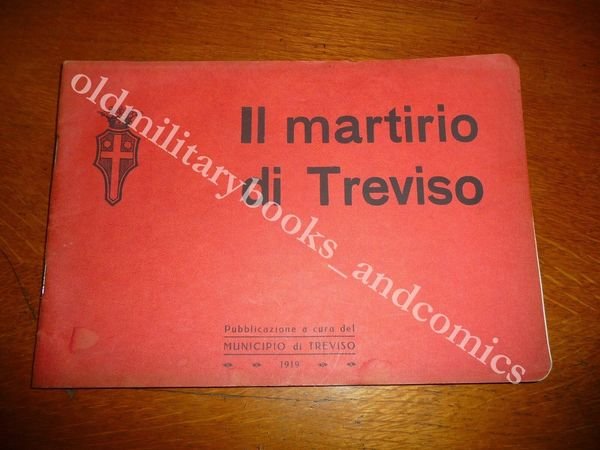 Il martirio
di Treviso
Pubblicazione a cura del
MUNICIPIO di TREVISO
1919
oldmilitarybooks_andcomics